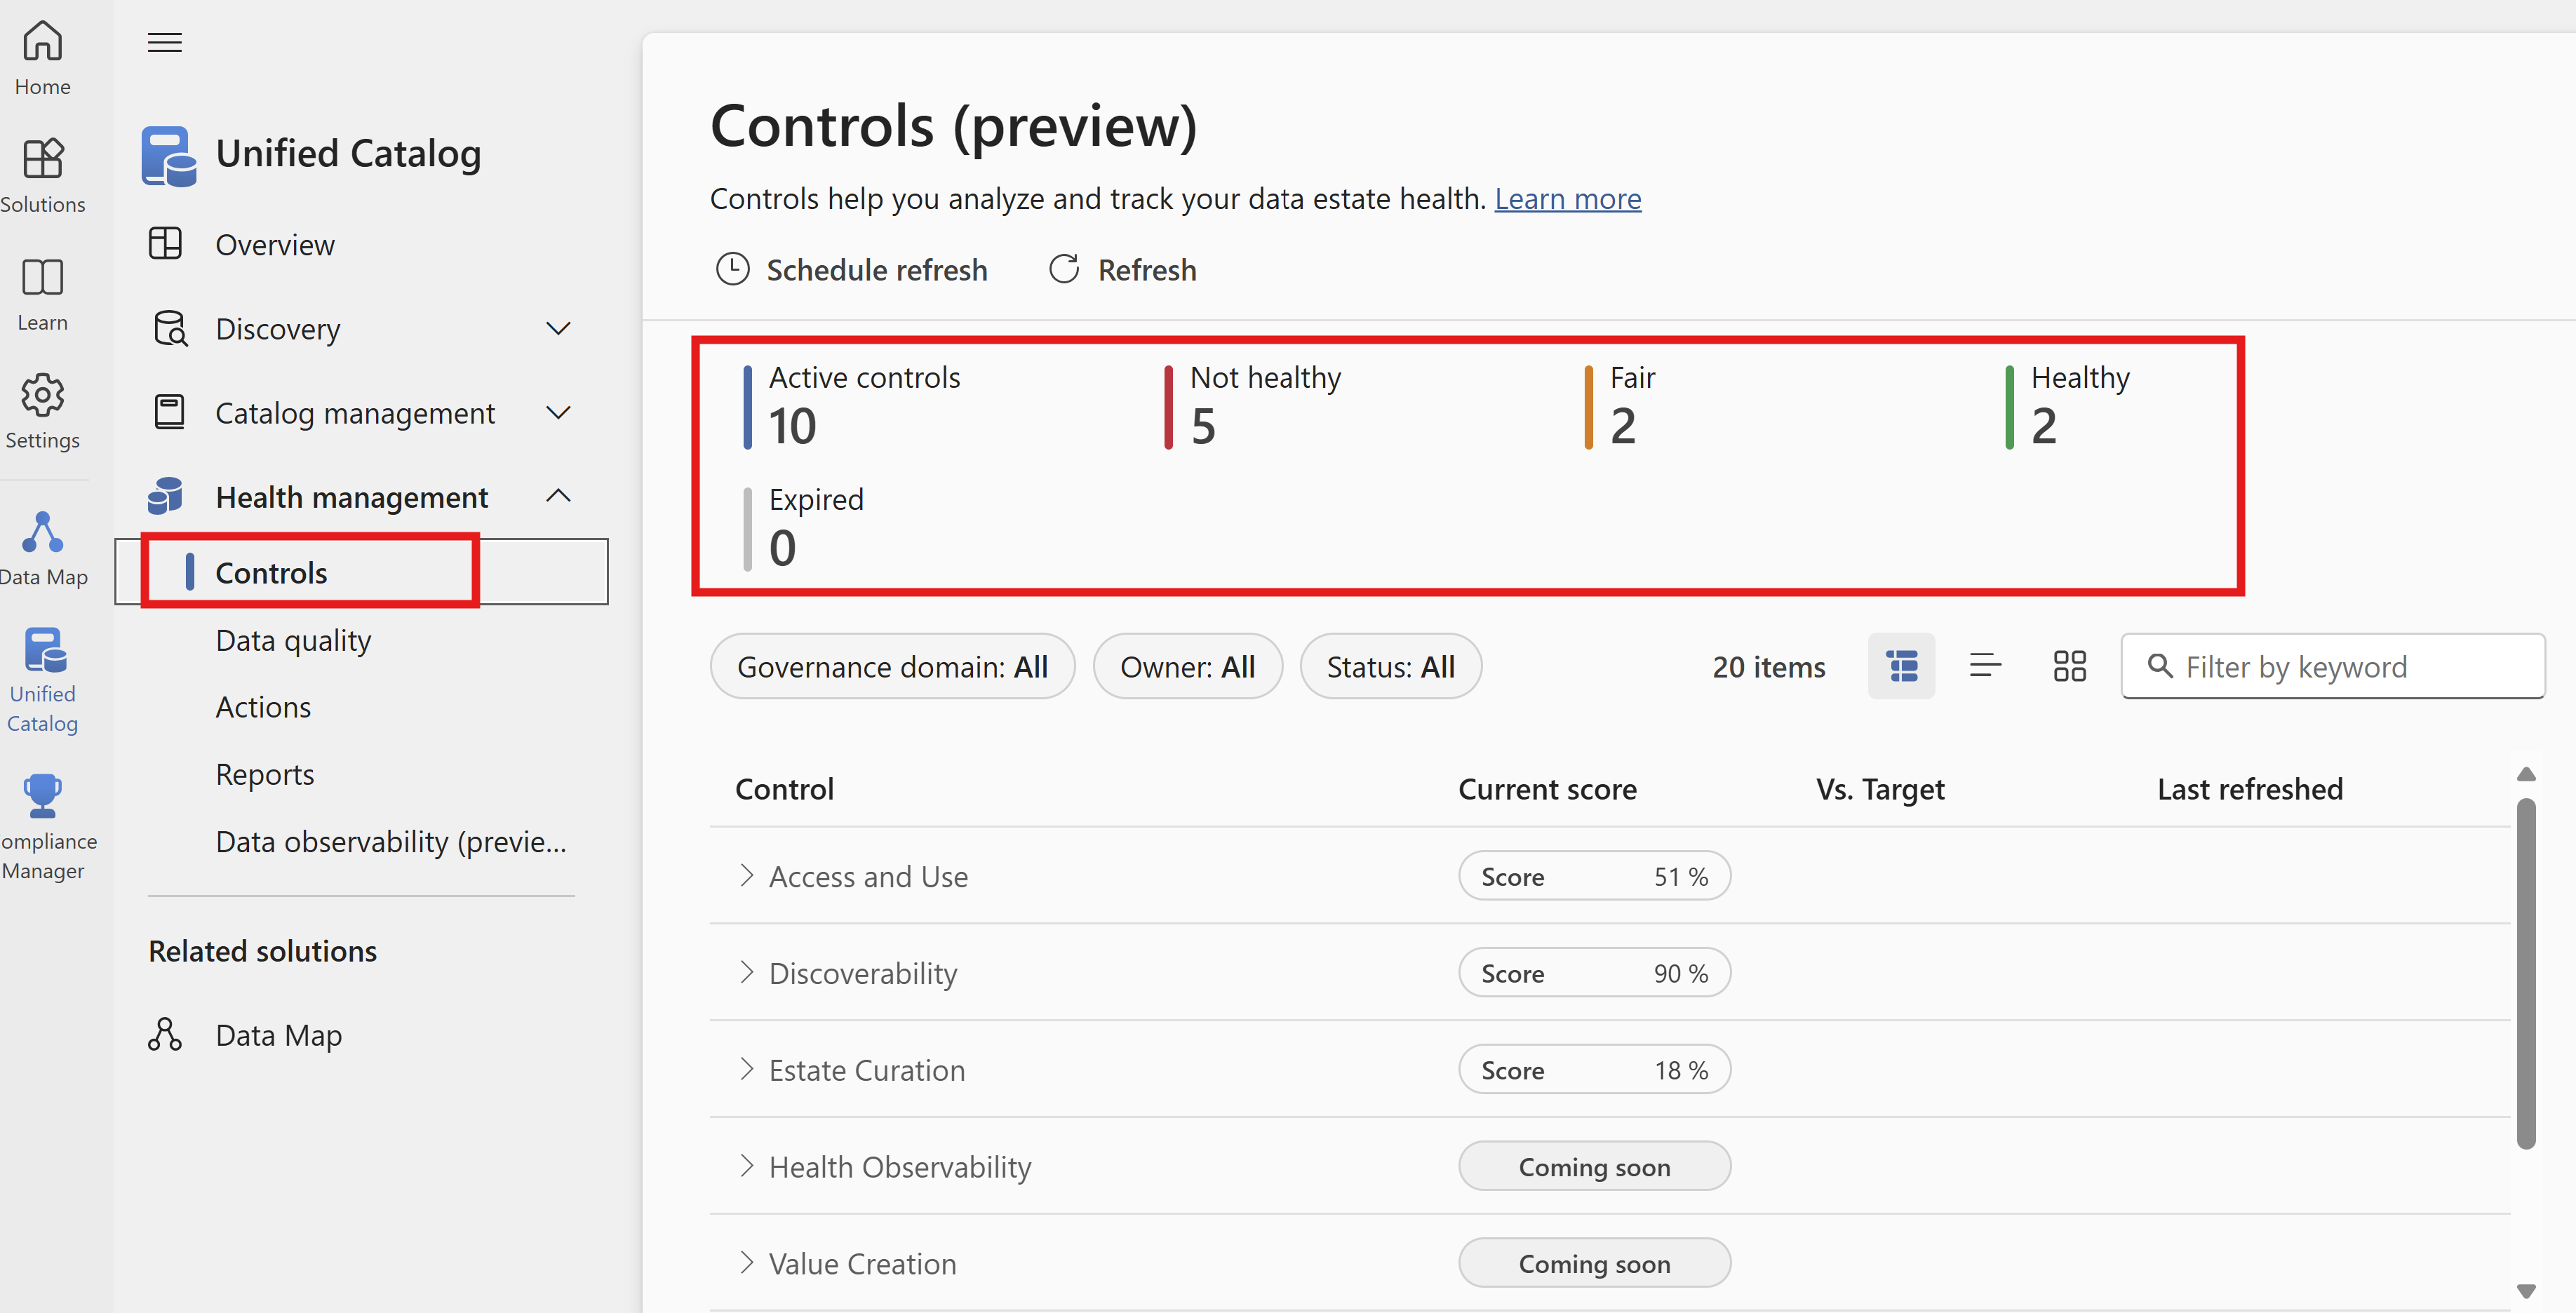 Home
Solutions
Learn
Settings
Data Map
Unified
Catalog
ompliance
Manager
Unified Catalog
Overview
Discovery
Catalog management
Health management
Controls
Data quality
Actions
Reports
Data observability (previe...
Related solutions
Data Map
Controls (preview)
Controls help you analyze and track your data estate health. Learn more
Schedule refresh Refresh
Active controls Not healthy Fair Healthy
10 5 2 2
Expired
0
Governance domain: All Owner: All Status: All 20 items Filter by keyword
Control Current score Vs. Target Last refreshed
Access and Use Score 51 %
Discoverability Score 90 %
Estate Curation Score 18 %
Health Observability Coming soon
Value Creation Coming soon